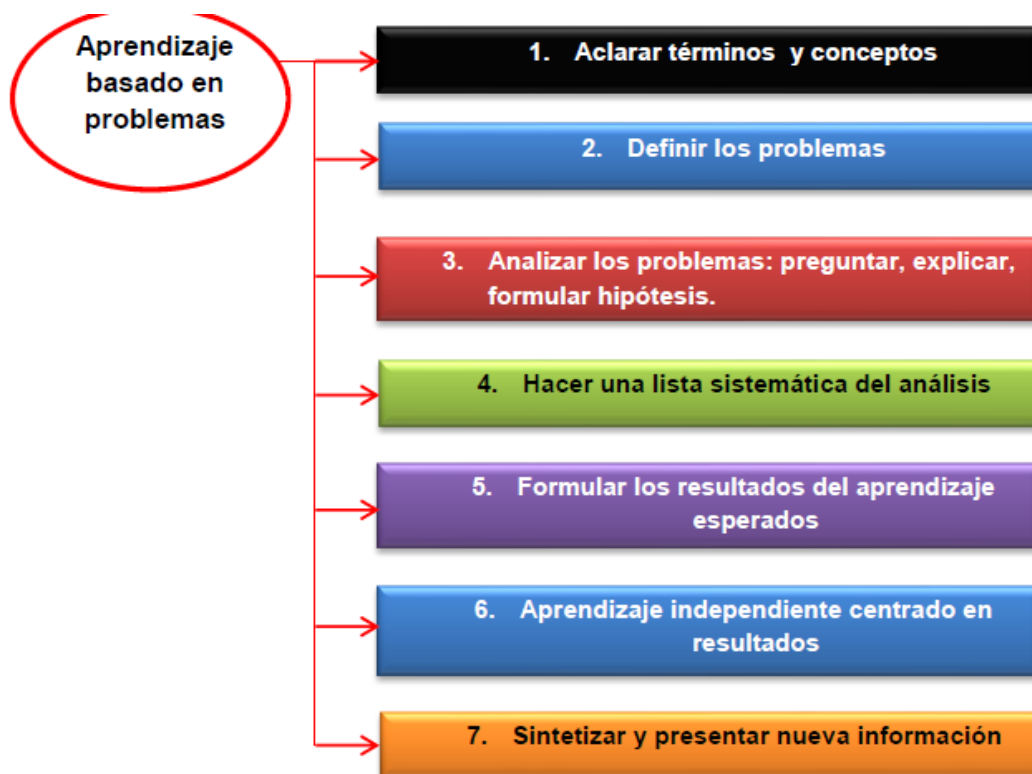 Aprendizaje
basado en
problemas
1. Aclarar términos y conceptos
2. Definir los problemas
3. Analizar los problemas: preguntar, explicar,
formular hipótesis.
4. Hacer una lista sistemática del análisis
5. Formular los resultados del aprendizaje
esperados
6. Aprendizaje independiente centrado en
resultados
7. Sintetizar y presentar nueva información